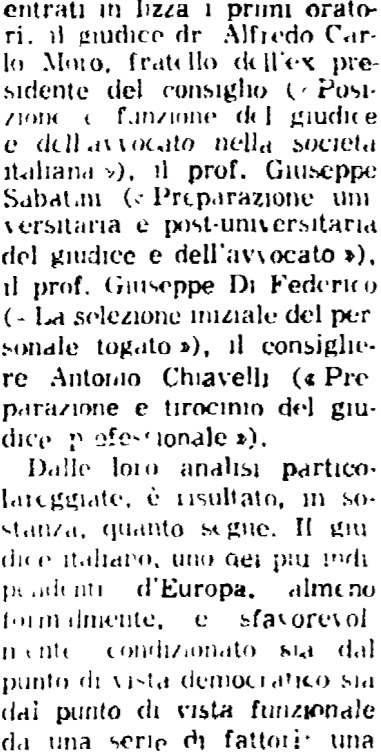 entrati in lizza i primi orato-
ri. il giudice dr Alfredo Car-
lo Moro, fratello dell'ex pre-
sidente del consiglio (« Posi-
zione e funzione del giudice
e dell'avvocato nella società
italiana »), il prof. Giuseppe
Sabatini (« Preparazione uni
versitaria e post-universitaria
del giudice e dell'avvocato »),
il prof. Giuseppe Di Federico
(« La selezione iniziale del per
sonale togato »), il consiglie-
re Antonio Chiavelli (« Pre
parazione e tirocinio del giu-
dice professionale »).
Dalle loro analisi partico-
lareggiate, è risultato, in so-
stanza, quanto segue. Il giu
dice italiano, uno dei più indi
pendenti d'Europa, almeno
formalmente, e sfavorevol
mente condizionato sia dal
punto di vista democratico sia
dal punto di vista funzionale
da una serie di fattori: una